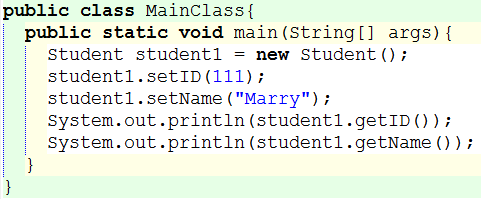 public class MainClass{
public static void main(String[] args){
Student student1 = new Student();
student1.setID(111);
student1.setName("Marry");
System.out.println(student1.getID());
System.out.println(student1.getName());
}
}